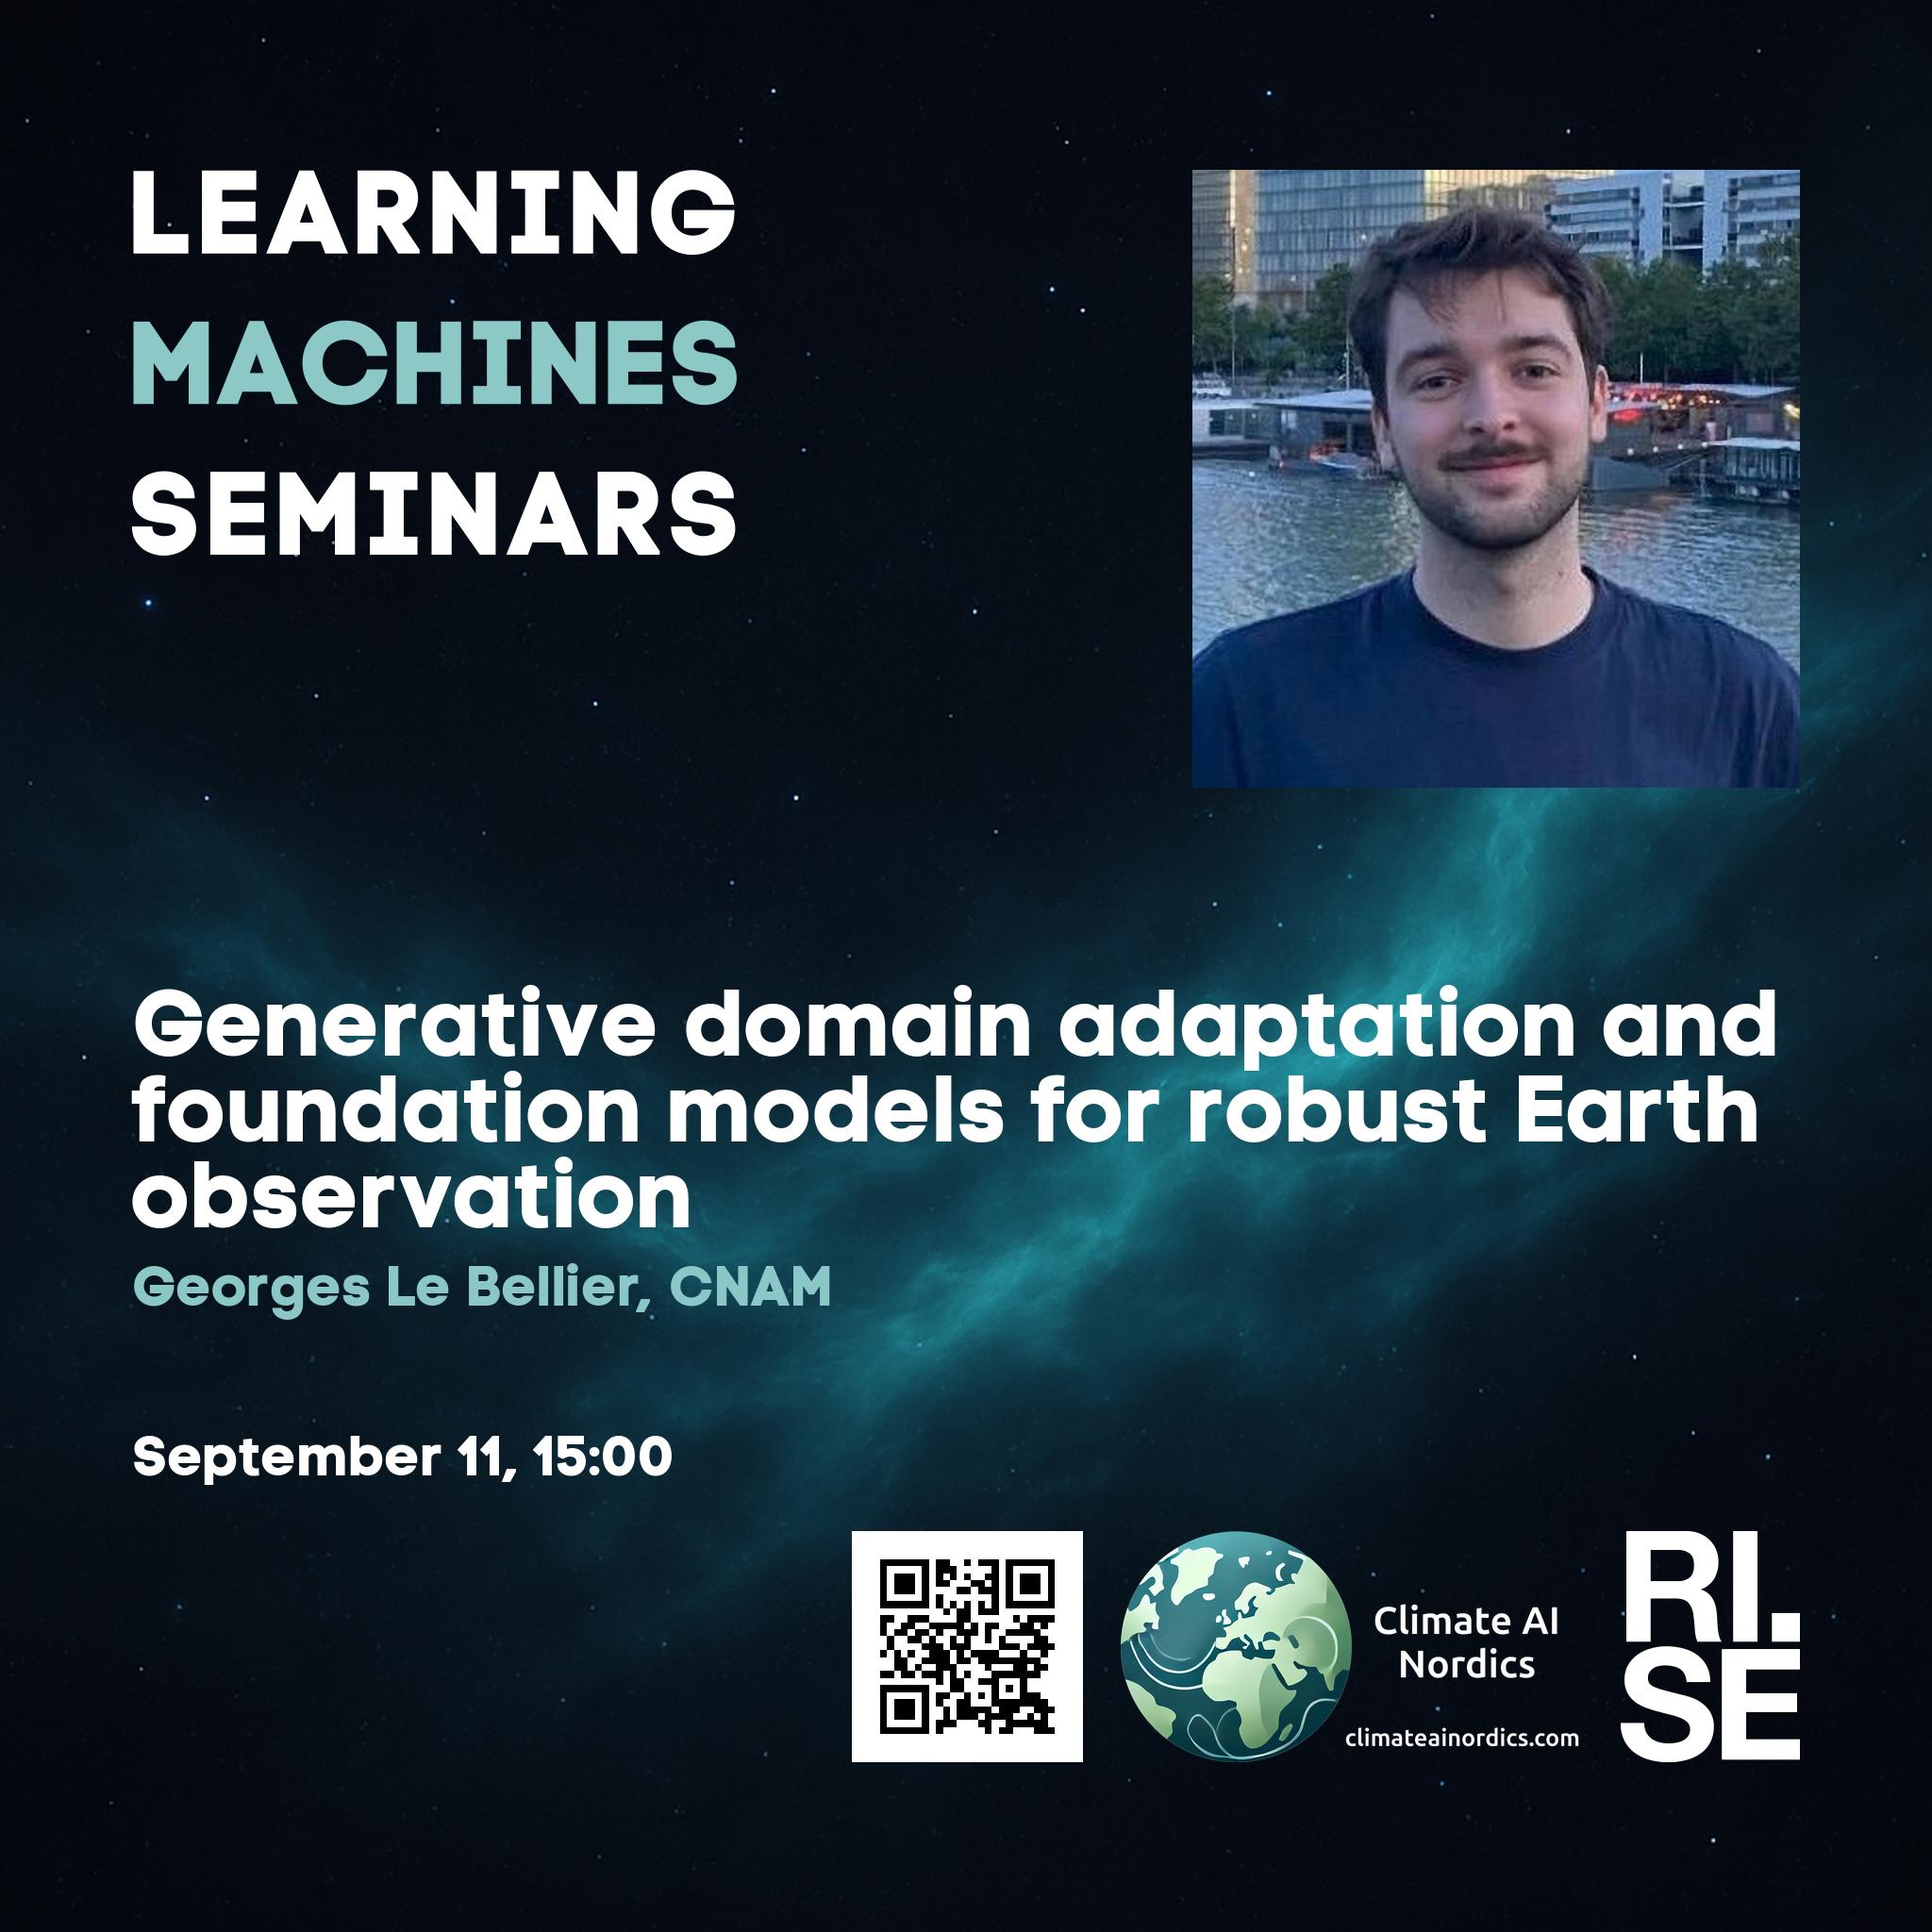 LEARNING
MACHINES
SEMINARS
Generative domain adaptation and
foundation models for robust Earth
observation
Georges Le Bellier, CNAM
September 11, 15:00
Climate AI
Nordics
climateainordics.com
RI.
SE